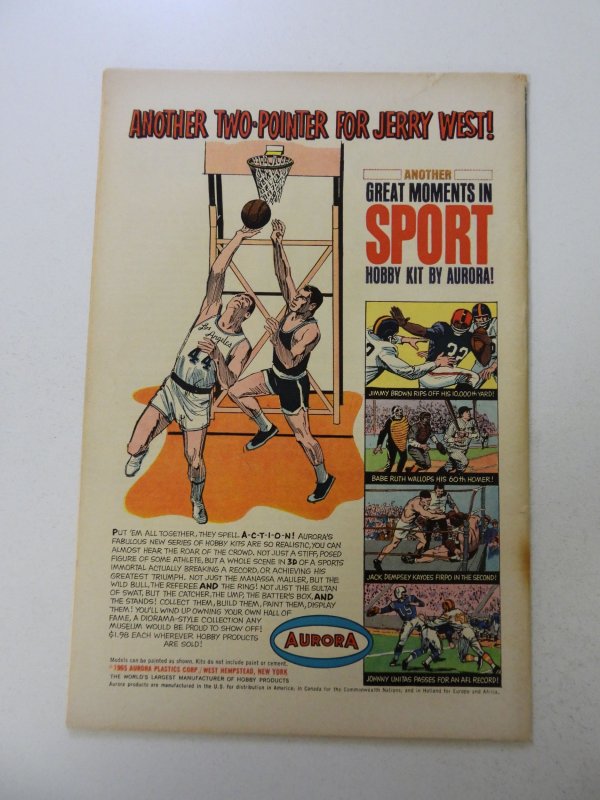 ANOTHER TWO-POINTER FOR JERRY WEST!
ANOTHER
GREAT MOMENTS IN
SPORT
HOBBY KIT BY AURORA!
Los Angeles
44
32
JIMMY BROWN RIPS OFF HIS 10,000th YARD!
BABE RUTH WALLOPS HIS 60th HOMER!
JACK DEMPSEY KAYOES FIRPO IN THE SECOND!
JOHNNY UNITAS PASSES FOR AN AFL RECORD!
PUT 'EM ALL TOGETHER, THEY SPELL A-C-T-I-O-N! AURORA'S
FABULOUS NEW SERIES OF HOBBY KITS ARE SO REALISTIC, YOU CAN
ALMOST HEAR THE ROAR OF THE CROWD. NOT JUST A STIFF, POSED
FIGURE OF SOME ATHLETE, BUT A WHOLE SCENE IN 3D OF A SPORTS
IMMORTAL ACTUALLY BREAKING A RECORD, OR ACHIEVING HIS
GREATEST TRIUMPH. NOT JUST THE MANASSA MAULER, BUT THE
WILD BULL, THE REFEREE AND THE RING! NOT JUST THE SULTAN
OF SWAT, BUT THE CATCHER, THE UMP, THE BATTER'S BOX, AND
THE STANDS! COLLECT THEM, BUILD THEM, PAINT THEM, DISPLAY
THEM! YOU'LL WIND UP OWNING YOUR OWN HALL OF
FAME, A DIORAMA-STYLE COLLECTION ANY
MUSEUM WOULD BE PROUD TO SHOW OFF!
$1.98 EACH WHEREVER HOBBY PRODUCTS
ARE SOLD!
AURORA
Models can be painted as shown. Kits do not include paint or cement.
© 1965 AURORA PLASTICS CORP., WEST HEMPSTEAD, NEW YORK
THE WORLD'S LARGEST MANUFACTURER OF HOBBY PRODUCTS
Aurora products are manufactured in the U.S. for distribution in America, in Canada for the Commonwealth Nations, and in Holland for Europe and Africa.